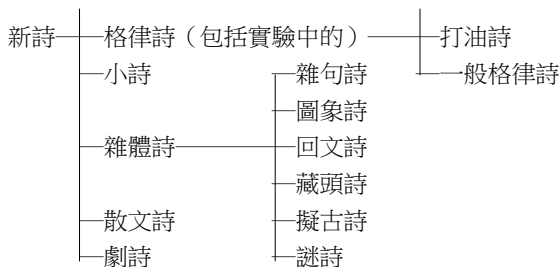 新詩 格律詩（包括實驗中的） 打油詩
小詩 雜句詩 一般格律詩
圖象詩
雜體詩 回文詩
藏頭詩
散文詩 擬古詩
劇詩 謎詩